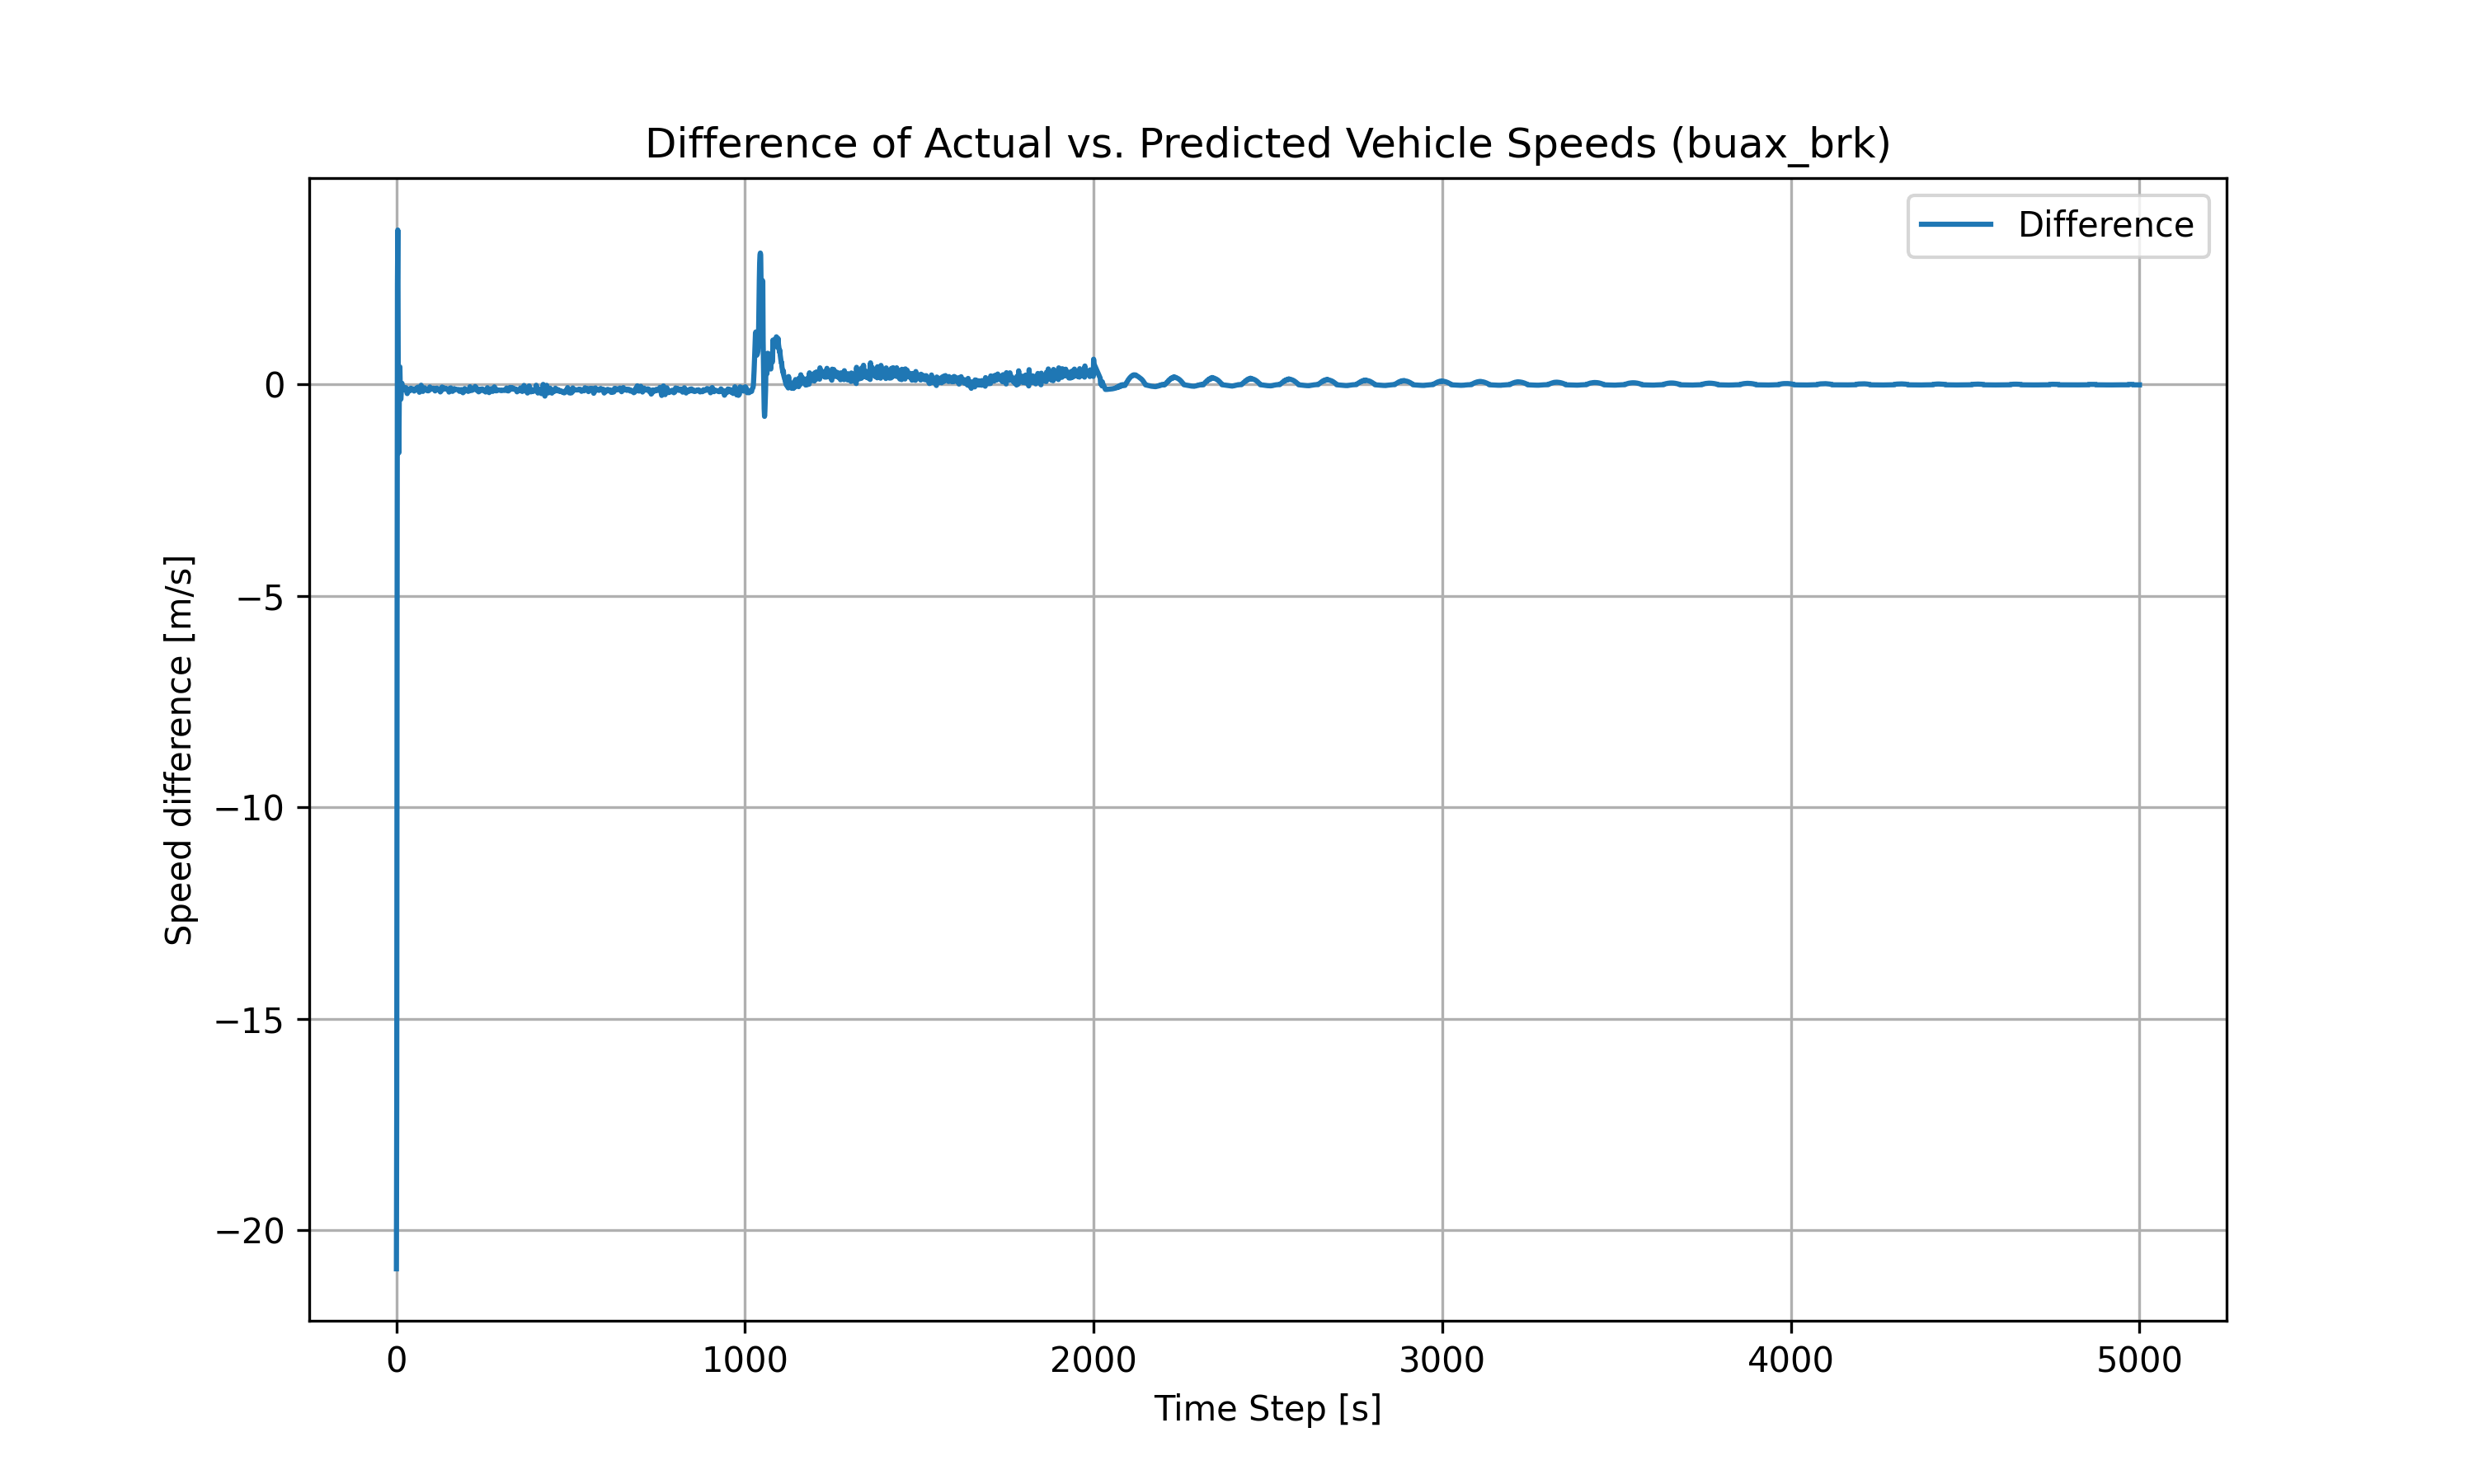 Difference of Actual vs. Predicted Vehicle Speeds (buax_brk)
Difference
Speed difference [m/s]
0
−5
−10
−15
−20
0 1000 2000 3000 4000 5000
Time Step [s]